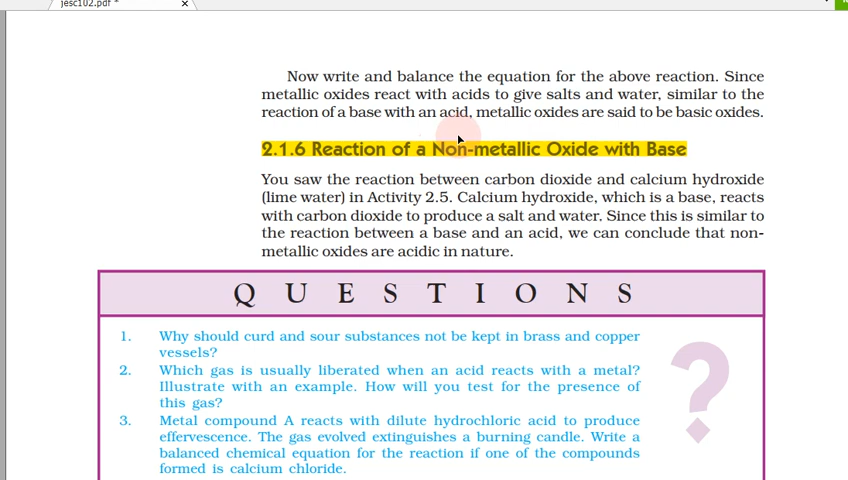 jesc102.pdf *
Now write and balance the equation for the above reaction. Since
metallic oxides react with acids to give salts and water, similar to the
reaction of a base with an acid, metallic oxides are said to be basic oxides.
2.1.6 Reaction of a Non-metallic Oxide with Base
You saw the reaction between carbon dioxide and calcium hydroxide
(lime water) in Activity 2.5. Calcium hydroxide, which is a base, reacts
with carbon dioxide to produce a salt and water. Since this is similar to
the reaction between a base and an acid, we can conclude that non-
metallic oxides are acidic in nature.
QUESTIONS
1. Why should curd and sour substances not be kept in brass and copper
vessels?
2. Which gas is usually liberated when an acid reacts with a metal?
Illustrate with an example. How will you test for the presence of
this gas?
3. Metal compound A reacts with dilute hydrochloric acid to produce
effervescence. The gas evolved extinguishes a burning candle. Write a
balanced chemical equation for the reaction if one of the compounds
formed is calcium chloride.
?